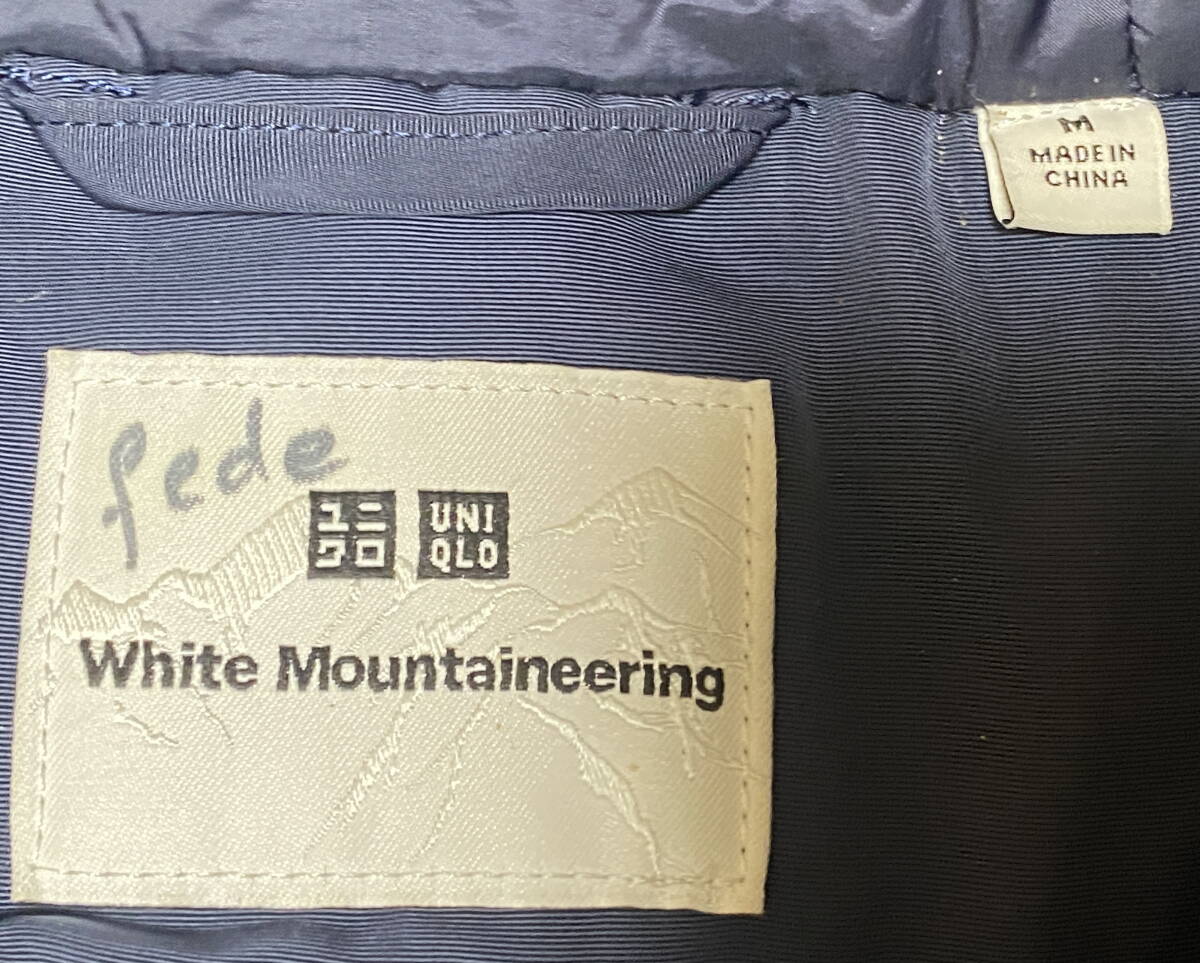 M
MADE IN
CHINA
fede
ユニ
クロ
UNI
QLO
White Mountaineering